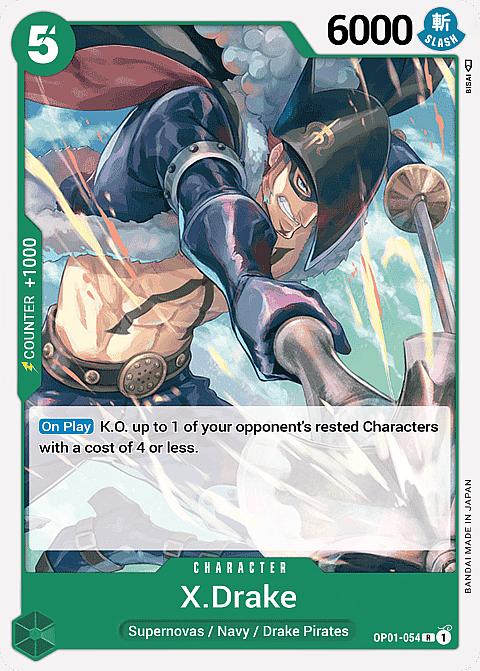 5
6000
斬
SLASH
BISAI
COUNTER +1000
On Play K.O. up to 1 of your opponent's rested Characters
with a cost of 4 or less.
BANDAI MADE IN JAPAN
CHARACTER
X.Drake
Supernovas / Navy / Drake Pirates
OP01-054 R 1